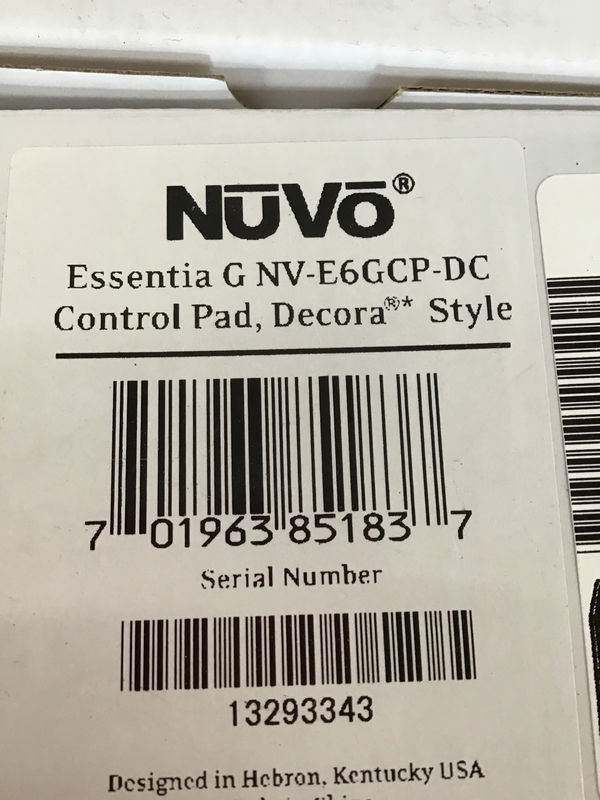 NūVō®
Essentia G NV-E6GCP-DC
Control Pad, Decora®* Style
7 01963 85183 7
Serial Number
13293343
Designed in Hebron, Kentucky USA